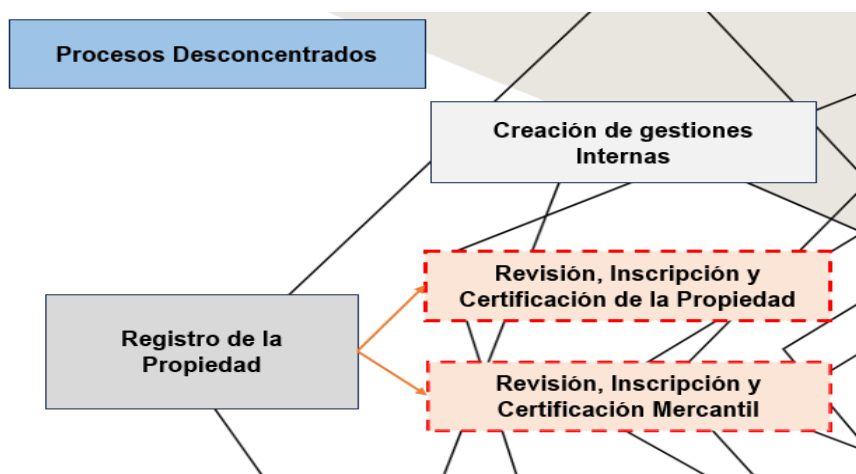 Procesos Desconcentrados
Creación de gestiones
Internas
Revisión, Inscripción y
Certificación de la Propiedad
Registro de la
Propiedad
Revisión, Inscripción y
Certificación Mercantil